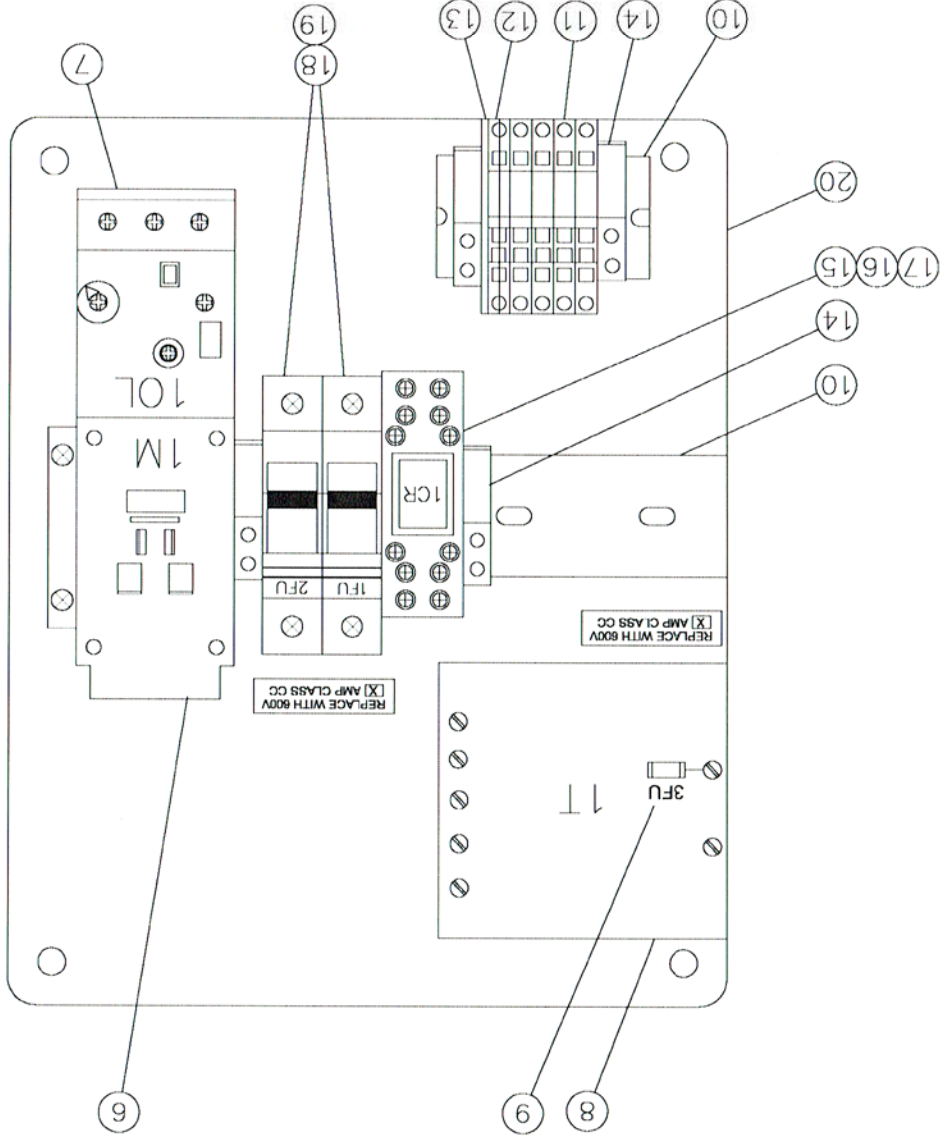 8
9
6
3FU
1T
REPLACE WITH 600V
X AMP CLASS CC
REPLACE WITH 600V
X AMP CLASS CC
1FU
2FU
1CR
1M
1OL
10
14
17 16 15
20
18
7
19
10
14
11
12
13